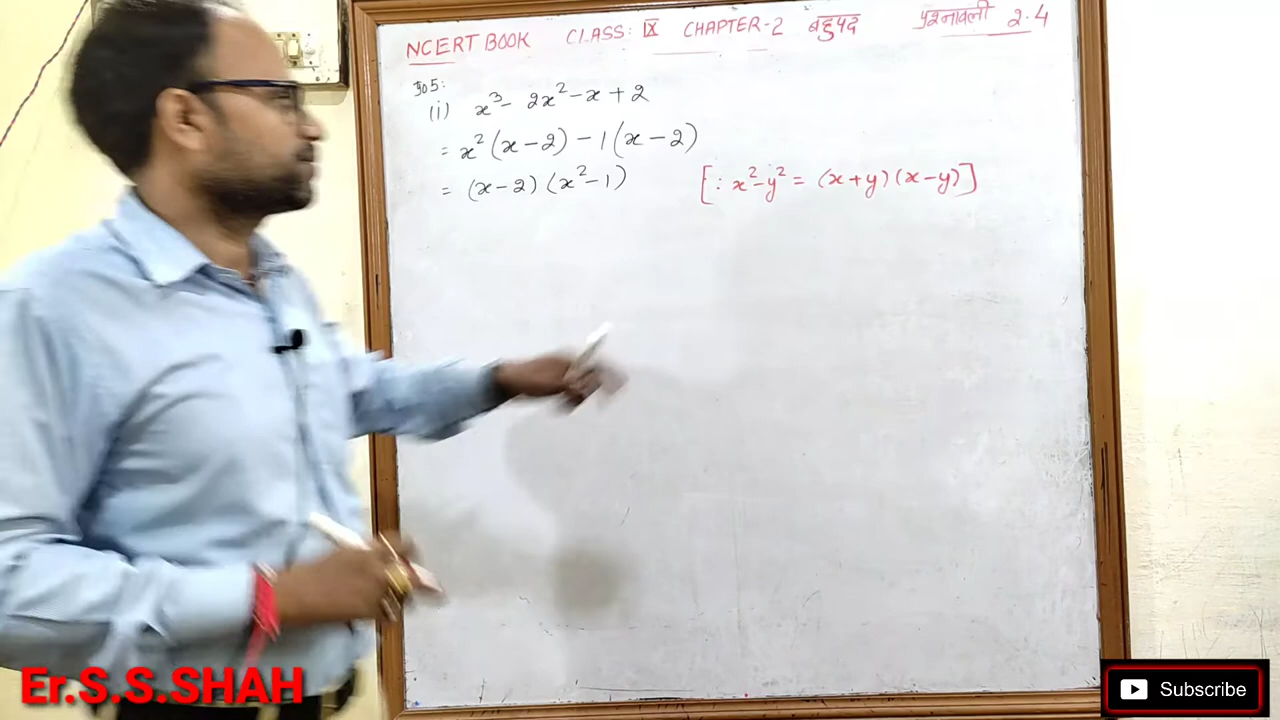 NCERT BOOK CLASS: IX CHAPTER-2 बहुपद प्रश्नावली 2.4
उ०5:
(i) x³- 2x²-x+2
= x²(x-2) -1(x-2)
= (x-2)(x²-1) [∵ x²-y² = (x+y)(x-y)]
Er.S.S.SHAH
Subscribe